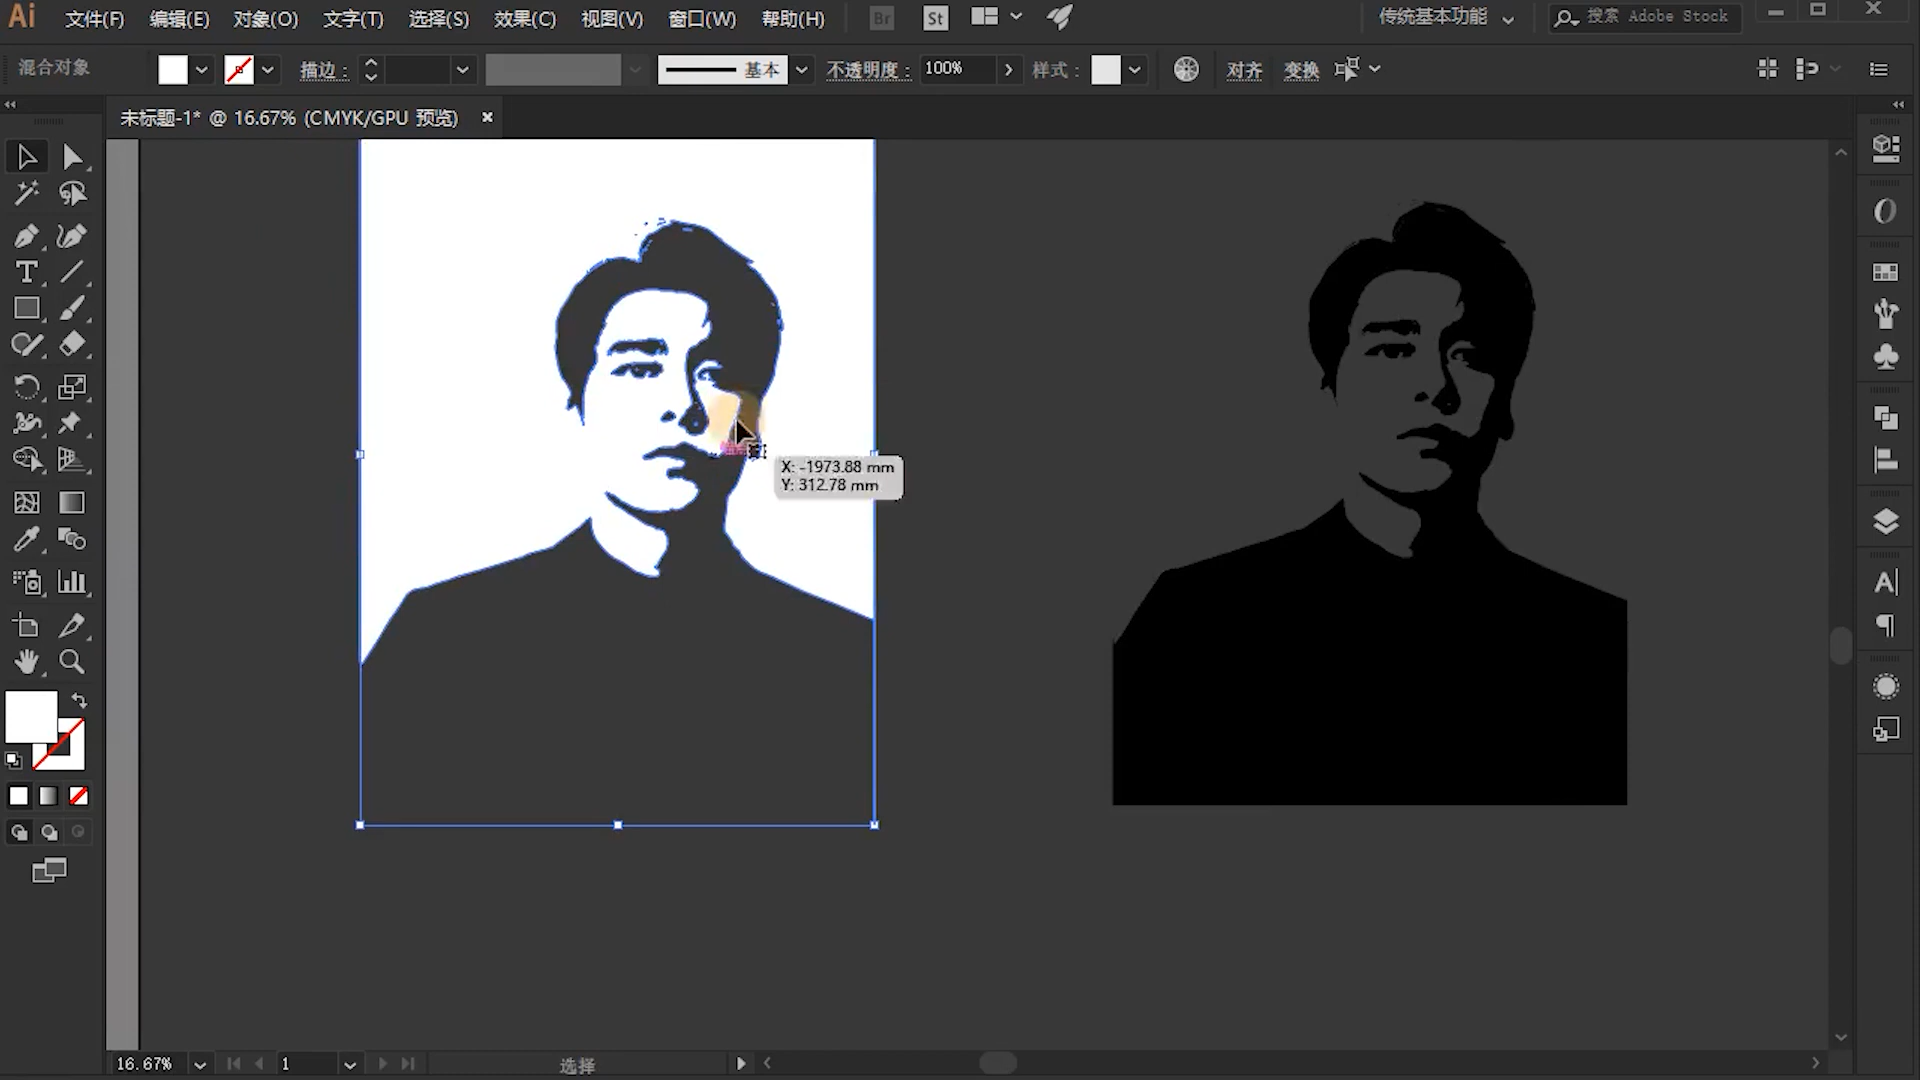 Ai 文件(F) 编辑(E) 对象(O) 文字(T) 选择(S) 效果(C) 视图(V) 窗口(W) 帮助(H) Br St 传统基本功能 搜索 Adobe Stock
混合对象 描边: 基本 不透明度: 100% 样式: 对齐 变换
未标题-1* @ 16.67% (CMYK/GPU 预览) ×
X: -1973.88 mm
Y: 312.78 mm
16.67% 1 选择